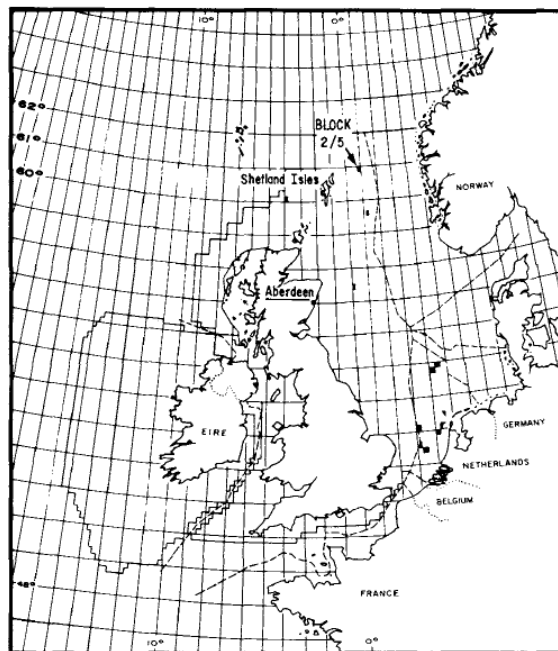 10°
0°
62°
61°
60°
BLOCK
2/5
Shetland Isles
NORWAY
Aberdeen
EIRE
GERMANY
NETHERLANDS
BELGIUM
48°
FRANCE
10°
0°